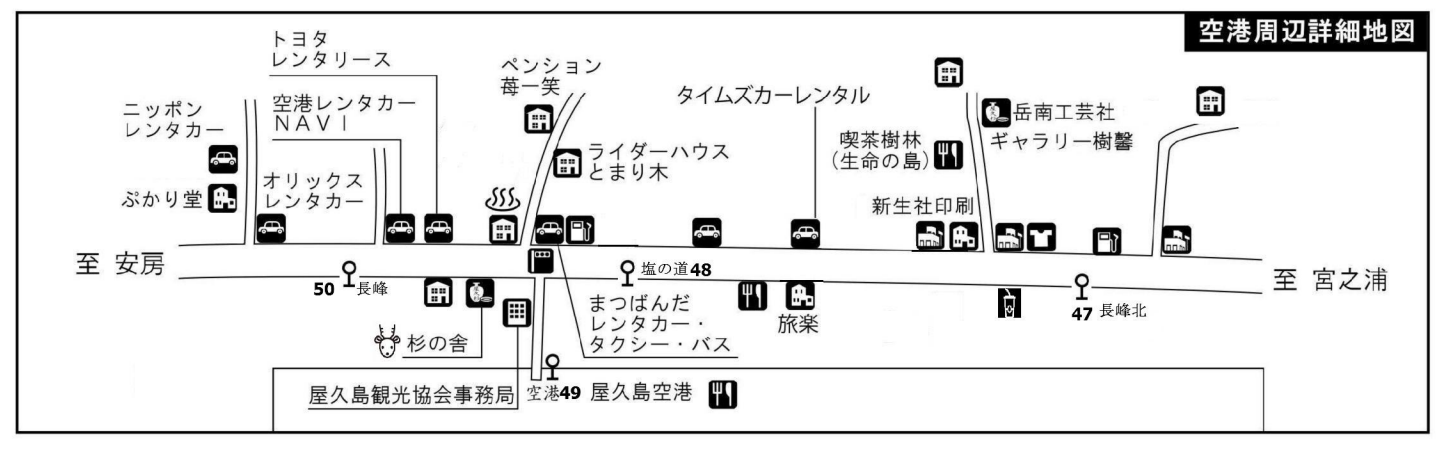 空港周辺詳細地図
トヨタ
レンタリース
空港レンタカー
ＮＡＶＩ
ニッポン
レンタカー
ぷかり堂
オリックス
レンタカー
ペンション
苺一笑
ライダーハウス
とまり木
タイムズカーレンタル
喫茶樹林
(生命の島)
新生社印刷
岳南工芸社
ギャラリー樹馨
至 安房
至 宮之浦
50 長峰
塩の道48
47 長峰北
杉の舎
まつばんだ
レンタカー・
タクシー・バス
旅楽
屋久島観光協会事務局
空港49
屋久島空港